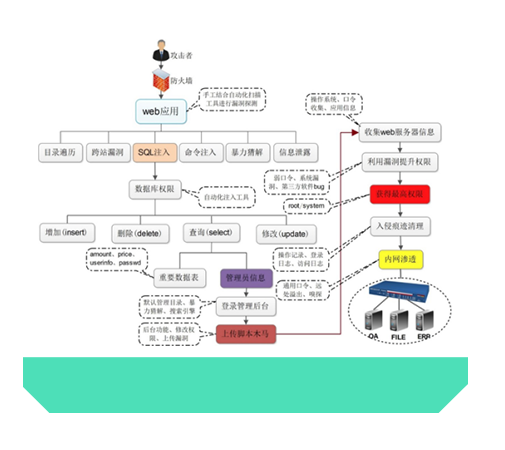 攻击者
防火墙
手工结合自动化扫描
工具进行漏洞探测
web应用
目录遍历
跨站漏洞
SQL注入
命令注入
暴力猜解
信息泄露
数据库权限
自动化注入工具
增加(insert)
删除(delete)
查询(select)
修改(update)
amount、price、
userinfo、passwd
重要数据表
管理员信息
默认管理目录、暴
力猜解、搜索引擎
登录管理后台
后台功能、修改权
限、上传漏洞
上传脚本木马
操作系统、口令
收集、应用信息
收集web服务器信息
利用漏洞提升权限
弱口令、系统漏
洞、第三方软件bug
获得最高权限
root/system
入侵痕迹清理
操作记录、登录
日志、访问日志
内网渗透
通用口令、远
处溢出、嗅探
OA
FILE
ERP